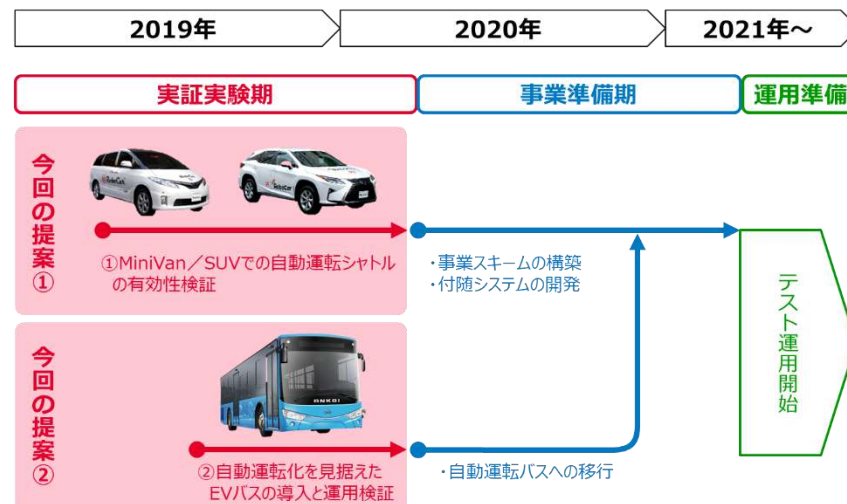 2019年
2020年
2021年～
実証実験期
事業準備期
運用準備
今回の提案①
RoboCar
RoboCar
①MiniVan／SUVでの自動運転シャトル
の有効性検証
・事業スキームの構築
・付随システムの開発
テスト運用開始
今回の提案②
ANKAI
②自動運転化を見据えた
EVバスの導入と運用検証
・自動運転バスへの移行